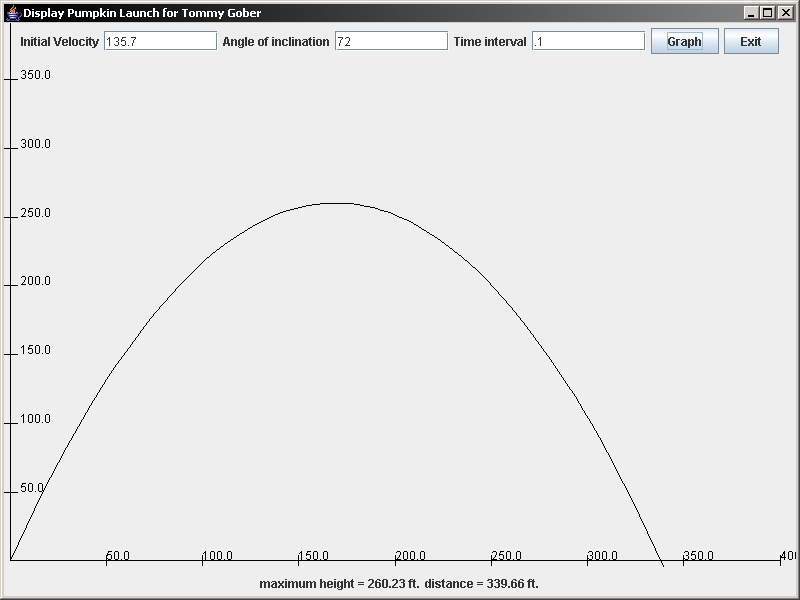 Display Pumpkin Launch for Tommy Gober
Initial Velocity 135.7 Angle of inclination 72 Time interval .1 Graph Exit
350.0
300.0
250.0
200.0
150.0
100.0
50.0
50.0 100.0 150.0 200.0 250.0 300.0 350.0 40
maximum height = 260.23 ft. distance = 339.66 ft.